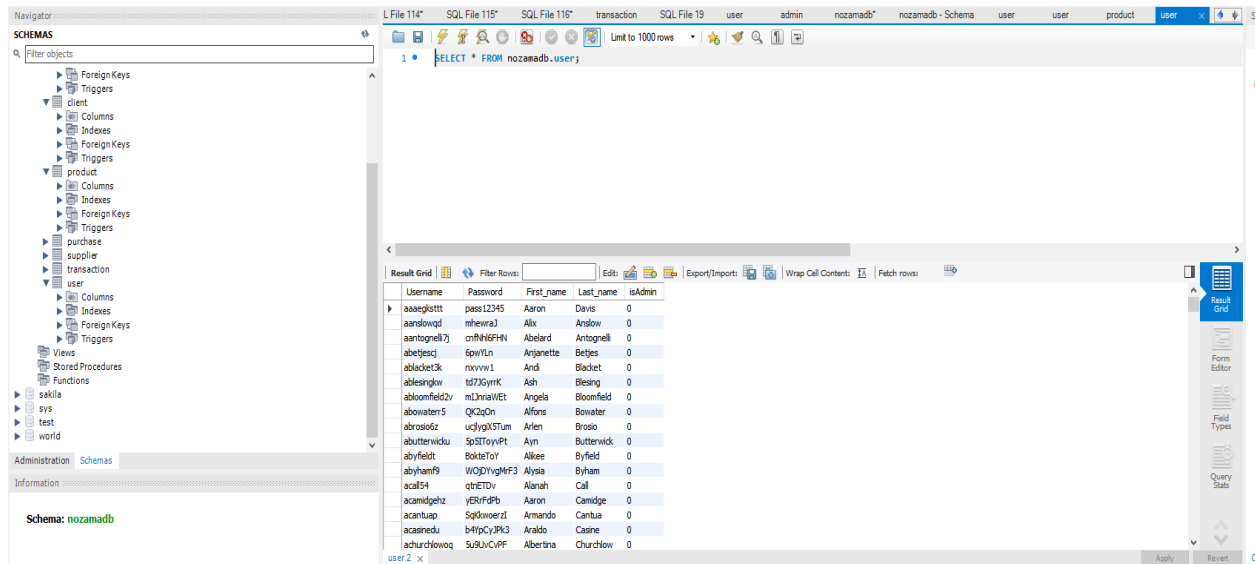 Navigator
SCHEMAS
Filter objects
Foreign Keys
Triggers
client
Columns
Indexes
Foreign Keys
Triggers
product
Columns
Indexes
Foreign Keys
Triggers
purchase
supplier
transaction
user
Columns
Indexes
Foreign Keys
Triggers
Views
Stored Procedures
Functions
sakila
sys
test
world
Administration Schemas
Information
Schema: nozamadb
L File 114* SQL File 115* SQL File 116* transaction SQL File 19 user admin nozamadb* nozamadb - Schema user user product user
Limit to 1000 rows
1 SELECT * FROM nozamadb.user;
Result Grid Filter Rows: Edit: Export/Import: Wrap Cell Content: Fetch rows:
Username Password First_name Last_name isAdmin
aaaegksttt pass12345 Aaron Davis 0
aanslowqd mhewraJ Alix Anslow 0
aantognelli7j cnfNhl6FHN Abelard Antognelli 0
abetjescj 6pwYLn Anjanette Betjes 0
ablacket3k nxvvw1 Andi Blacket 0
ablesingkw td7JGyrrK Ash Blesing 0
abloomfield2v mIJnriaWEt Angela Bloomfield 0
abowaterr5 QK2qOn Alfons Bowater 0
abrosio6z ucjlygiX5Tum Arlen Brosio 0
abutterwicku 5p5IToyvPt Ayn Butterwick 0
abyfieldt BokteToY Alikee Byfield 0
abyhamf9 WOjDYvgMrF3 Alysia Byham 0
acall54 qtnETDv Alanah Call 0
acamidgehz yERrFdPb Aaron Camidge 0
acantuap SqKkwoerzI Armando Cantua 0
acasinedu b4YpCyJPk3 Araldo Casine 0
achurchlowoq 5u9UvCvPF Albertina Churchlow 0
Result Grid
Form Editor
Field Types
Query Stats
user 2
Apply Revert